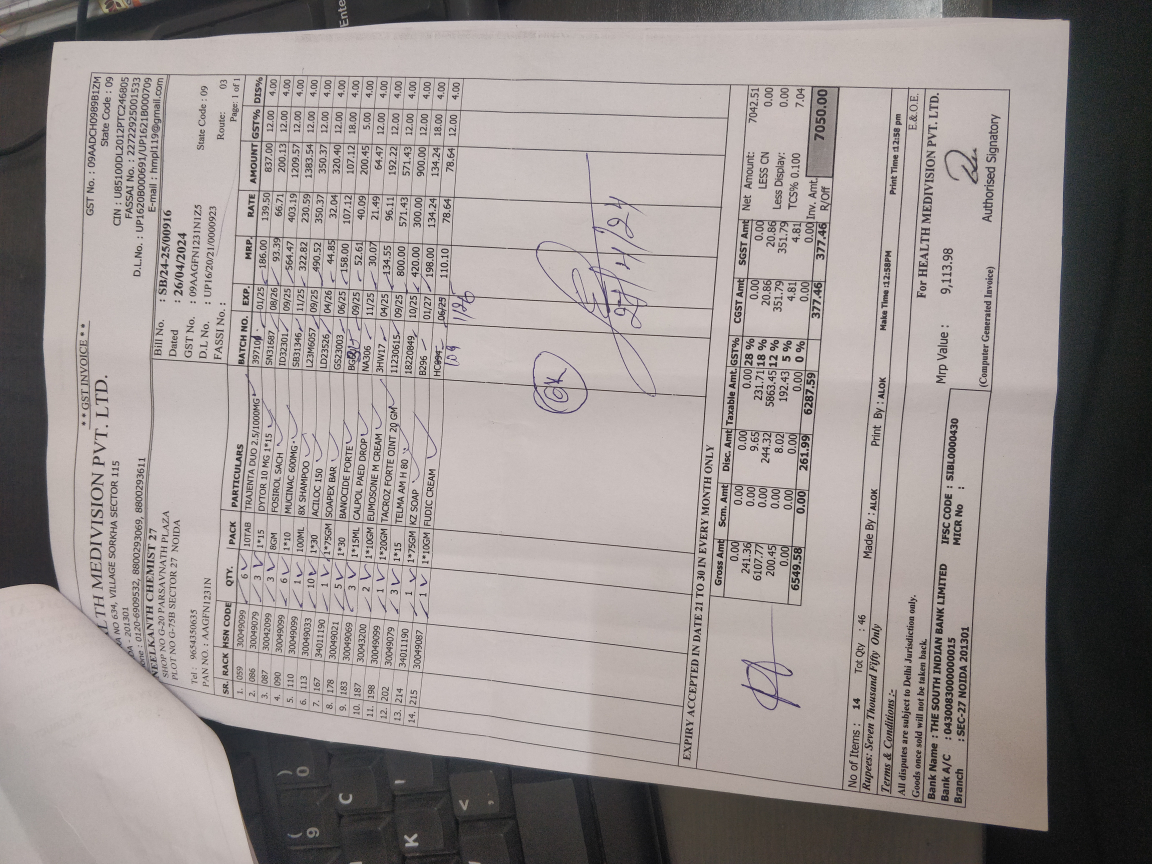 * * GST INVOICE * *
GST No. : 09AADCH0989B1ZM
LTH MEDIVISION PVT. LTD.
State Code : 09
NO 634, VILLAGE SORKHA SECTOR 115
CIN : U85100DL2012PTC246805
- 201301
FASSAI No. : 22722925001533
: 0120-6909532, 8800293069, 8800293611
D.L.No. : UP1620B000691/UP1621B000709
E-mail : hmpl119@gmail.com
NEELKANTH CHEMIST 27
Bill No. : SB/24-25/00916
SHOP NO G-20 PARSAVNATH PLAZA
Dated : 26/04/2024
PLOT NO G-75B SECTOR 27 NOIDA
GST No. : 09AAGFN1231N1Z5 State Code : 09
Tel : 9654350635
D.L No. : UP16/20/21/0000923
PAN NO. : AAGFN1231N
FASSI No. : Route: 03
Page: 1 of 1
SR. RACK HSN CODE QTY. PACK PARTICULARS BATCH NO. EXP. MRP. RATE AMOUNT GST% DIS%
1. 059 30049099 6 10TAB TRAJENTA DUO 2.5/1000MG 01/25 186.00 139.50 837.00 12.00 4.00
2. 086 30049079 3 1*15 DYTOR 10 MG 1*15 SN31687 08/26 93.39 66.71 200.13 12.00 4.00
3. 087 30042099 3 8GM FOSIROL SACH ID32301 09/25 564.47 403.19 1209.57 12.00 4.00
4. 090 30049099 6 1*10 MUCINAC 600MG SB31346 11/25 322.82 230.59 1383.54 12.00 4.00
5. 110 30049099 1 100ML 8X SHAMPOO L23M6057 09/25 490.52 350.37 350.37 12.00 4.00
6. 113 30049033 10 1*30 ACILOC 150 LD23526 04/26 44.85 32.04 320.40 12.00 4.00
7. 167 34011190 1 1*75GM SOAPEX BAR GS23003 06/25 158.00 107.12 107.12 18.00 4.00
8. 178 30049021 5 1*30 BANOCIDE FORTE 09/25 52.61 40.09 200.45 5.00 4.00
9. 183 30049069 3 1*15ML CALPOL PAED DROP NA306 11/25 30.07 21.49 64.47 12.00 4.00
10. 187 30043200 2 1*10GM EUMOSONE M CREAM 3HW17 04/25 134.55 96.11 192.22 12.00 4.00
11. 198 30049099 1 1*20GM TACROZ FORTE OINT 20 GM 11230615 09/25 800.00 571.43 571.43 12.00 4.00
12. 202 30049079 3 1*15 TELMA AM H 80 18220849 10/25 420.00 300.00 900.00 12.00 4.00
13. 214 34011190 1 1*75GM KZ SOAP B296 01/27 198.00 134.24 134.24 18.00 4.00
14. 215 30049087 1 1*10GM FUDIC CREAM 06/25 110.10 78.64 78.64 12.00 4.00
109 1/26
OK
27/4/24
EXPIRY ACCEPTED IN DATE 21 TO 30 IN EVERY MONTH ONLY
Gross Amt Scm. Amt Disc. Amt Taxable Amt. GST% CGST Amt SGST Amt Net Amount: 7042.51
0.00 0.00 0.00 0.00 28 % 0.00 0.00 LESS CN 0.00
241.36 0.00 9.65 231.71 18 % 20.86 20.86 Less Display: 0.00
6107.77 0.00 244.32 5863.45 12 % 351.79 351.79 TCS% 0.100 7.04
200.45 0.00 8.02 192.43 5 % 4.81 4.81
0.00 0.00 0.00 0.00 0 % 0.00 0.00 Inv. Amt. 7050.00
6549.58 0.00 261.99 6287.59 377.46 377.46 R/Off
No of Items : 14 Tot Qty : 46 Made By : ALOK Print By : ALOK Make Time :12:58PM Print Time :12:58 pm
Rupees: Seven Thousand Fifty Only
Terms & Conditions :- E.& O.E.
All disputes are subject to Delhi Jurisdiction only.
Goods once sold will not be taken back.
For HEALTH MEDIVISION PVT. LTD.
Bank Name : THE SOUTH INDIAN BANK LIMITED IFSC CODE : SIBL0000430 Mrp Value : 9,113.98
Bank A/C : 0430083000000015 MICR No :
Branch : SEC-27 NOIDA 201301
(Computer Generated Invoice) Authorised Signatory
Enter
)
0
(
9
C
K
I
<
,